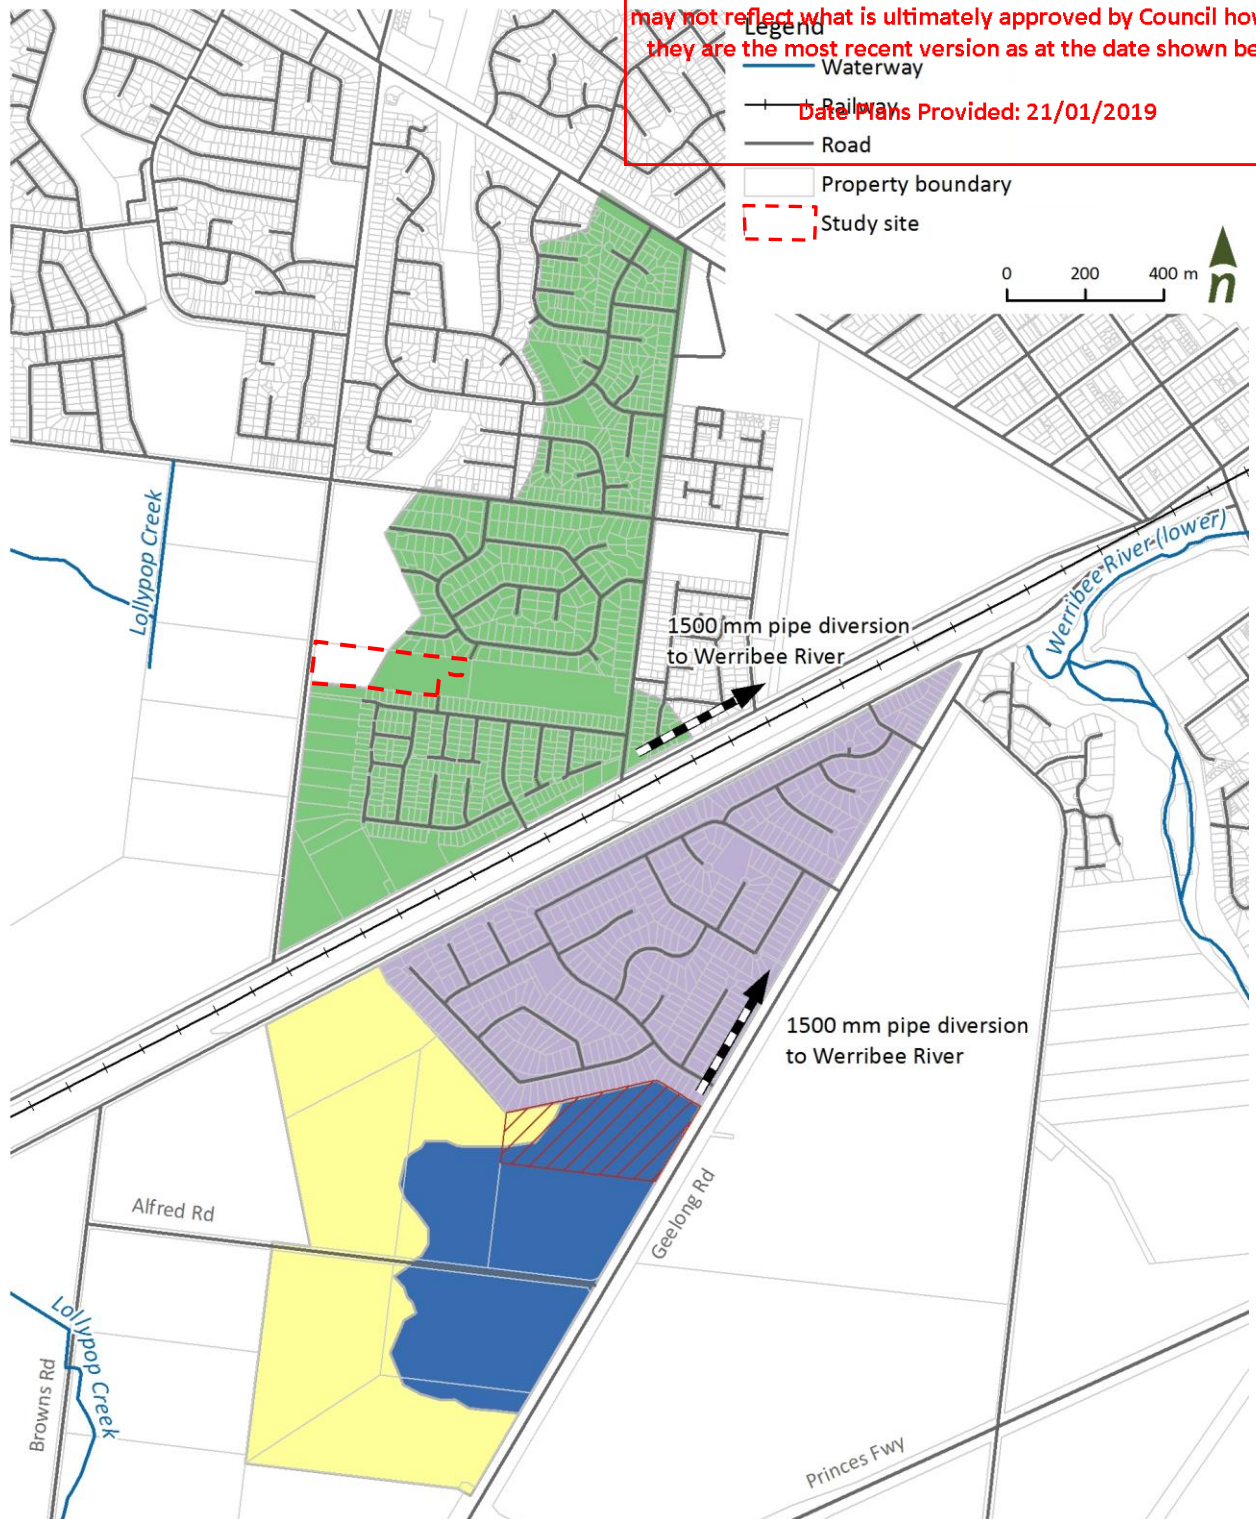 may not reflect what is ultimately approved by Council
they are the most recent version as at the date shown
Legend
Waterway
Railway
Date Plans Provided: 21/01/2019
Road
Property boundary
Study site
0 200 400 m
n
Lollypop Creek
Werribee River (lower)
1500 mm pipe diversion
to Werribee River
1500 mm pipe diversion
to Werribee River
Alfred Rd
Geelong Rd
Lollypop Creek
Browns Rd
Princes Fwy